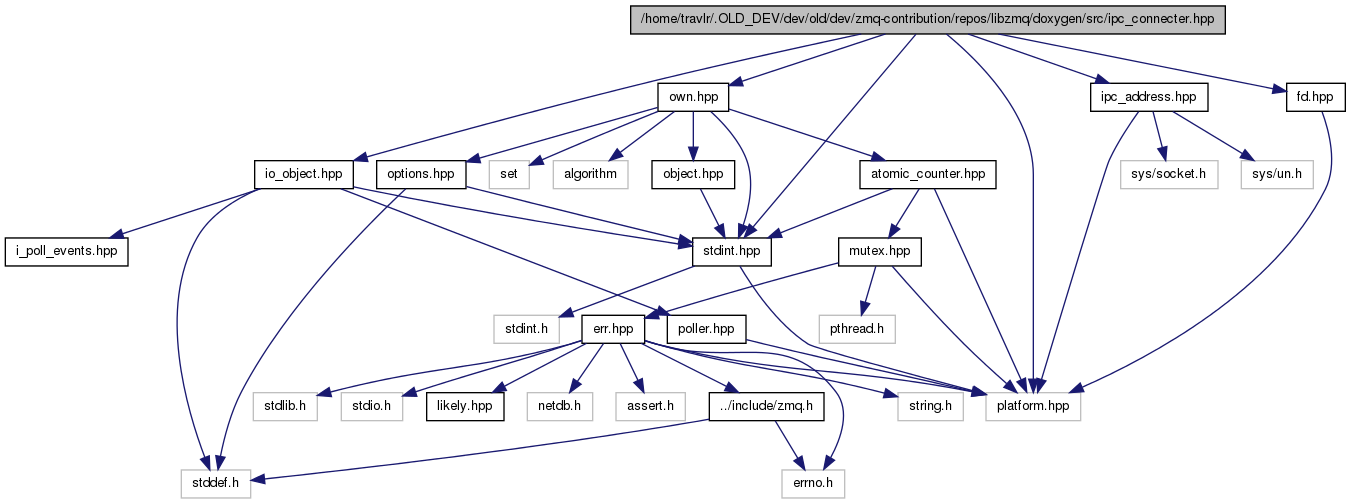 /home/travlr/.OLD_DEV/dev/old/dev/zmq-contribution/repos/libzmq/doxygen/src/ipc_connecter.hpp
own.hpp
ipc_address.hpp
fd.hpp
io_object.hpp
options.hpp
set
algorithm
object.hpp
atomic_counter.hpp
sys/socket.h
sys/un.h
i_poll_events.hpp
stdint.hpp
mutex.hpp
stdint.h
err.hpp
poller.hpp
pthread.h
stdlib.h
stdio.h
likely.hpp
netdb.h
assert.h
../include/zmq.h
string.h
platform.hpp
stddef.h
errno.h